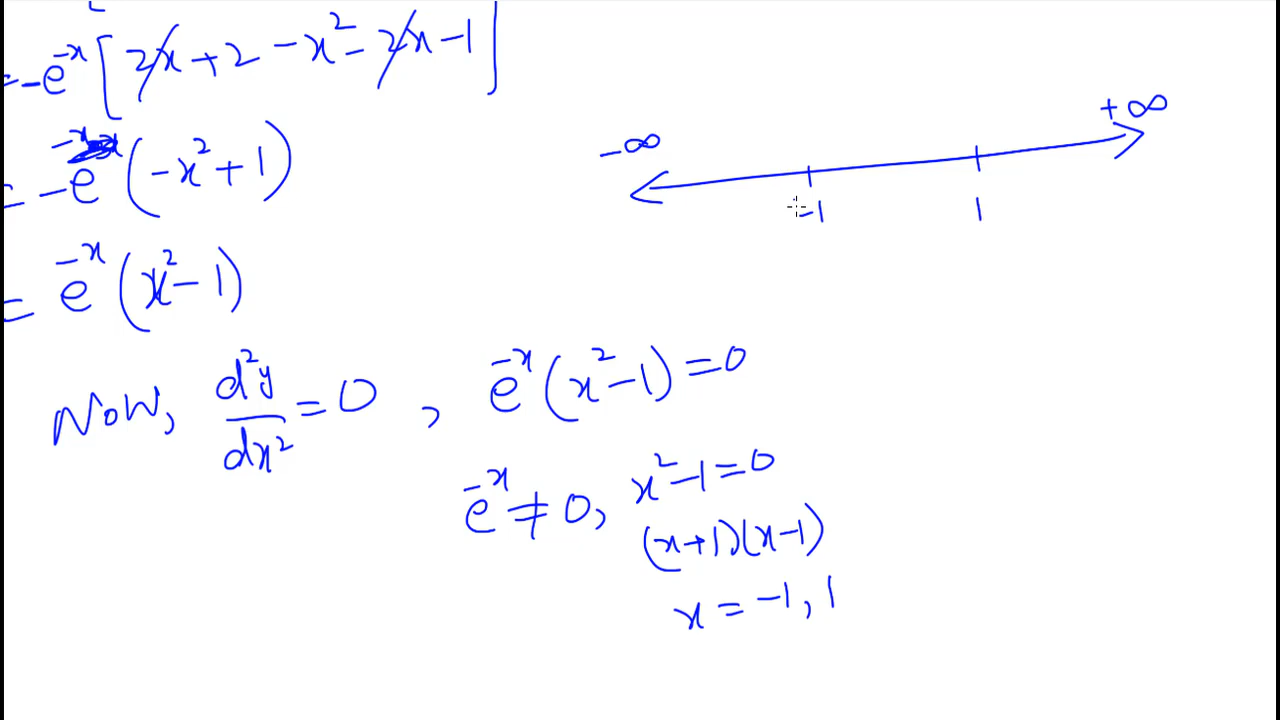 = -e^{-x} [2x + 2 - x² - 2x - 1]
= -e^{-x} (-x² + 1)
= e^{-x} (x² - 1)
-∞ +∞
-1 1
Now, d²y/dx² = 0 , e^{-x} (x² - 1) = 0
e^{-x} ≠ 0, x² - 1 = 0
(x+1)(x-1)
x = -1, 1